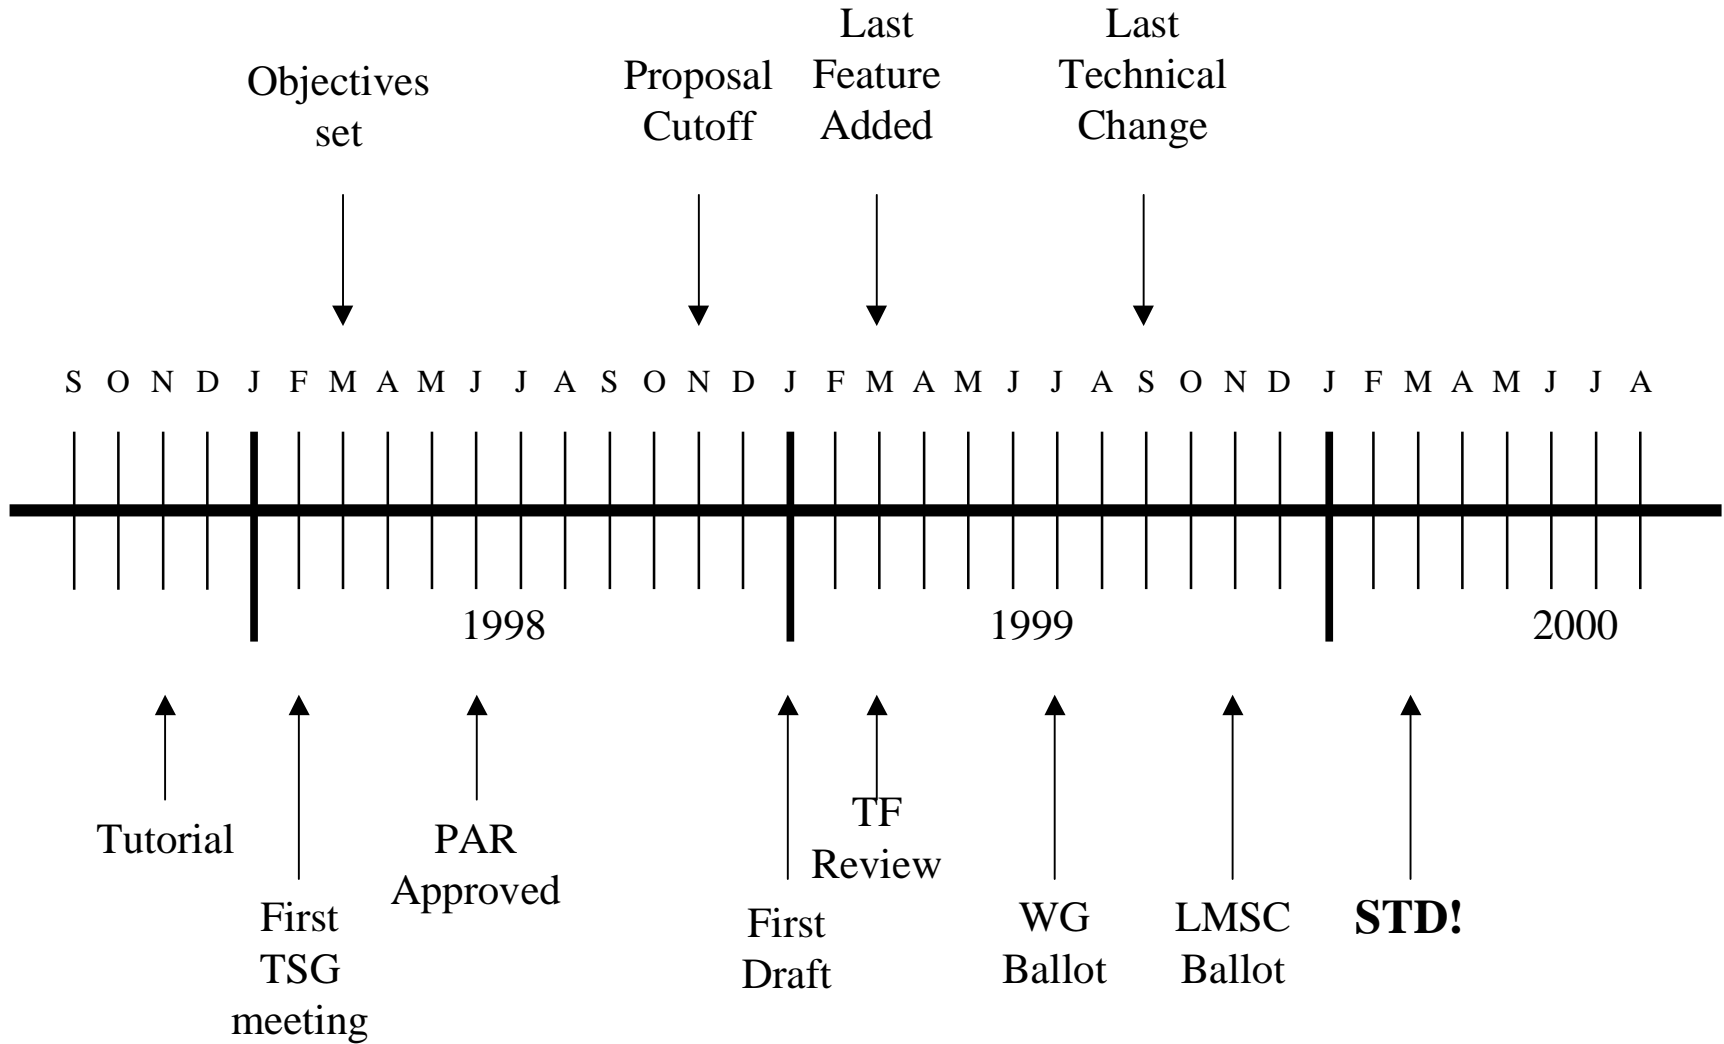 Objectives
set
Proposal
Cutoff
Last
Feature
Added
Last
Technical
Change
S O N D J F M A M J J A S O N D J F M A M J J A S O N D J F M A M J J A
1998 1999 2000
Tutorial
First
TSG
meeting
PAR
Approved
First
Draft
TF
Review
WG
Ballot
LMSC
Ballot
STD!